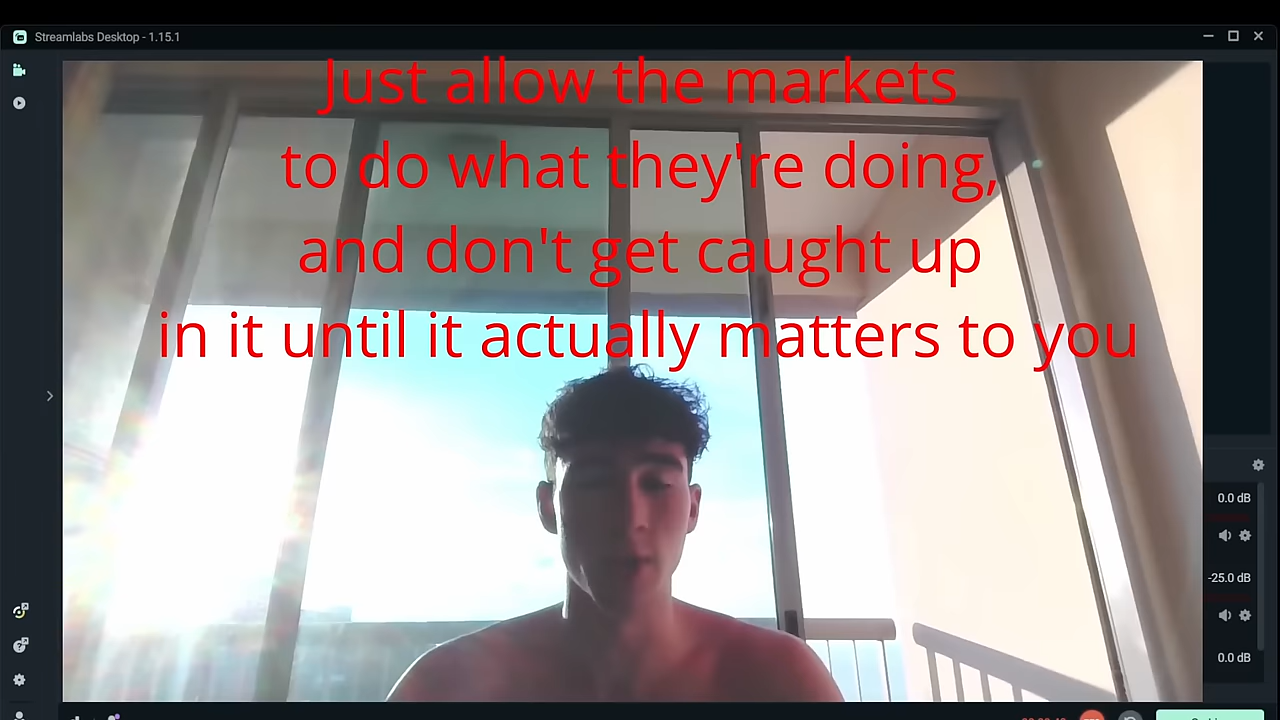 Streamlabs Desktop - 1.15.1
Just allow the markets
to do what they're doing,
and don't get caught up
in it until it actually matters to you
0.0 dB
-25.0 dB
0.0 dB